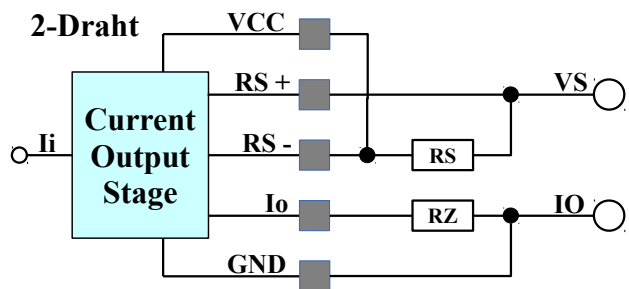 2-Draht
VCC
RS +
VS
Ii
Current
Output
Stage
RS -
RS
Io
RZ
IO
GND